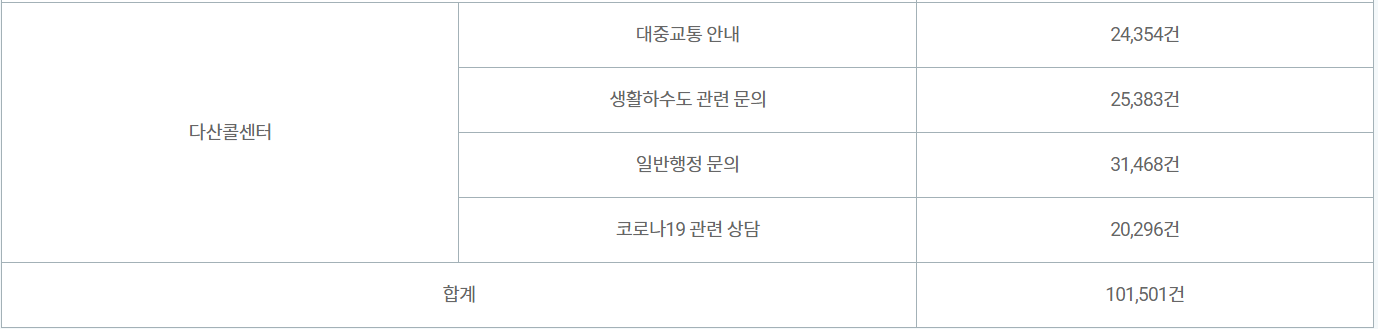 대중교통 안내 24,354건
생활하수도 관련 문의 25,383건
다산콜센터
일반행정 문의 31,468건
코로나19 관련 상담 20,296건
합계 101,501건